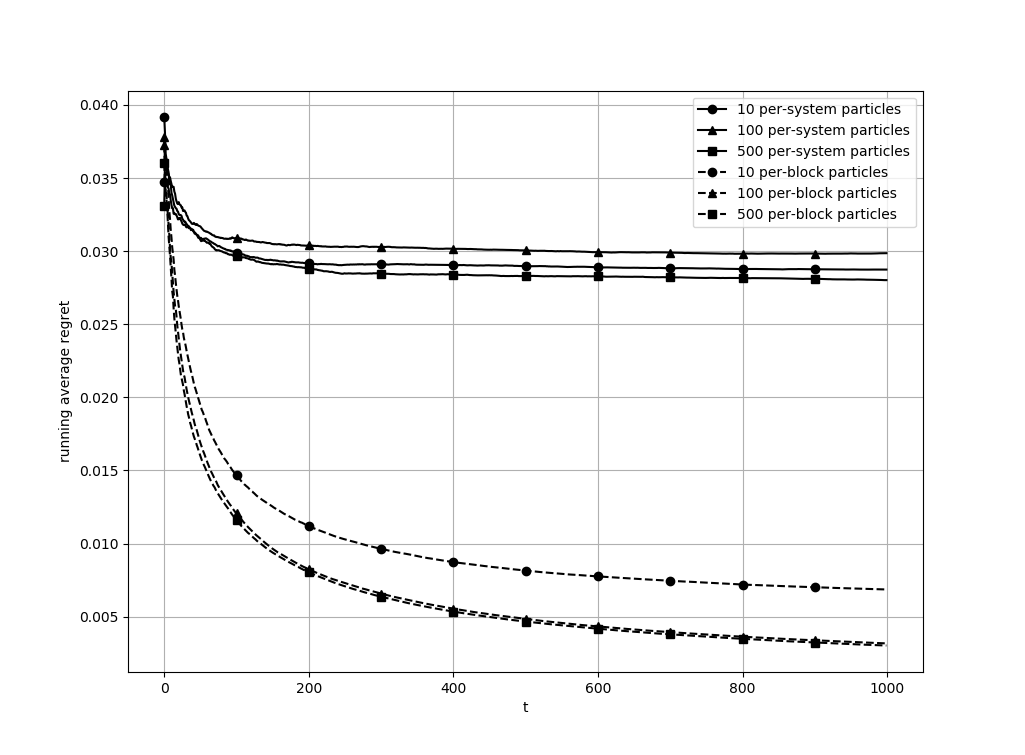 0.040
0.035
0.030
0.025
0.020
0.015
0.010
0.005
running average regret
10 per-system particles
100 per-system particles
500 per-system particles
10 per-block particles
100 per-block particles
500 per-block particles
0 200 400 600 800 1000
t